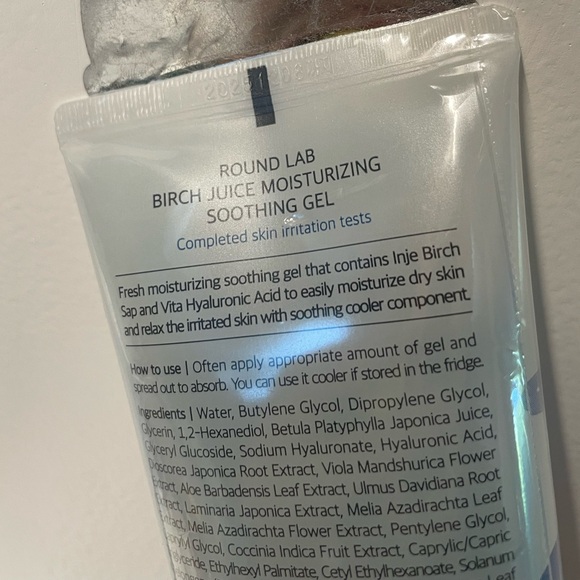 ROUND LAB
BIRCH JUICE MOISTURIZING
SOOTHING GEL
Completed skin irritation tests
Fresh moisturizing soothing gel that contains Inje Birch
Sap and Vita Hyaluronic Acid to easily moisturize dry skin
and relax the irritated skin with soothing cooler component.
How to use | Often apply appropriate amount of gel and
spread out to absorb. You can use it cooler if stored in the fridge.
Ingredients | Water, Butylene Glycol, Dipropylene Glycol,
Glycerin, 1,2-Hexanediol, Betula Platyphylla Japonica Juice,
Glyceryl Glucoside, Sodium Hyaluronate, Hyaluronic Acid,
Dioscorea Japonica Root Extract, Viola Mandshurica Flower
Extract, Aloe Barbadensis Leaf Extract, Ulmus Davidiana Root
Extract, Laminaria Japonica Extract, Melia Azadirachta Leaf
Extract, Melia Azadirachta Flower Extract, Pentylene Glycol,
Glycol, Coccinia Indica Fruit Extract, Caprylic/Capric
Ethylhexyl Palmitate, Cetyl Ethylhexanoate, Solanum